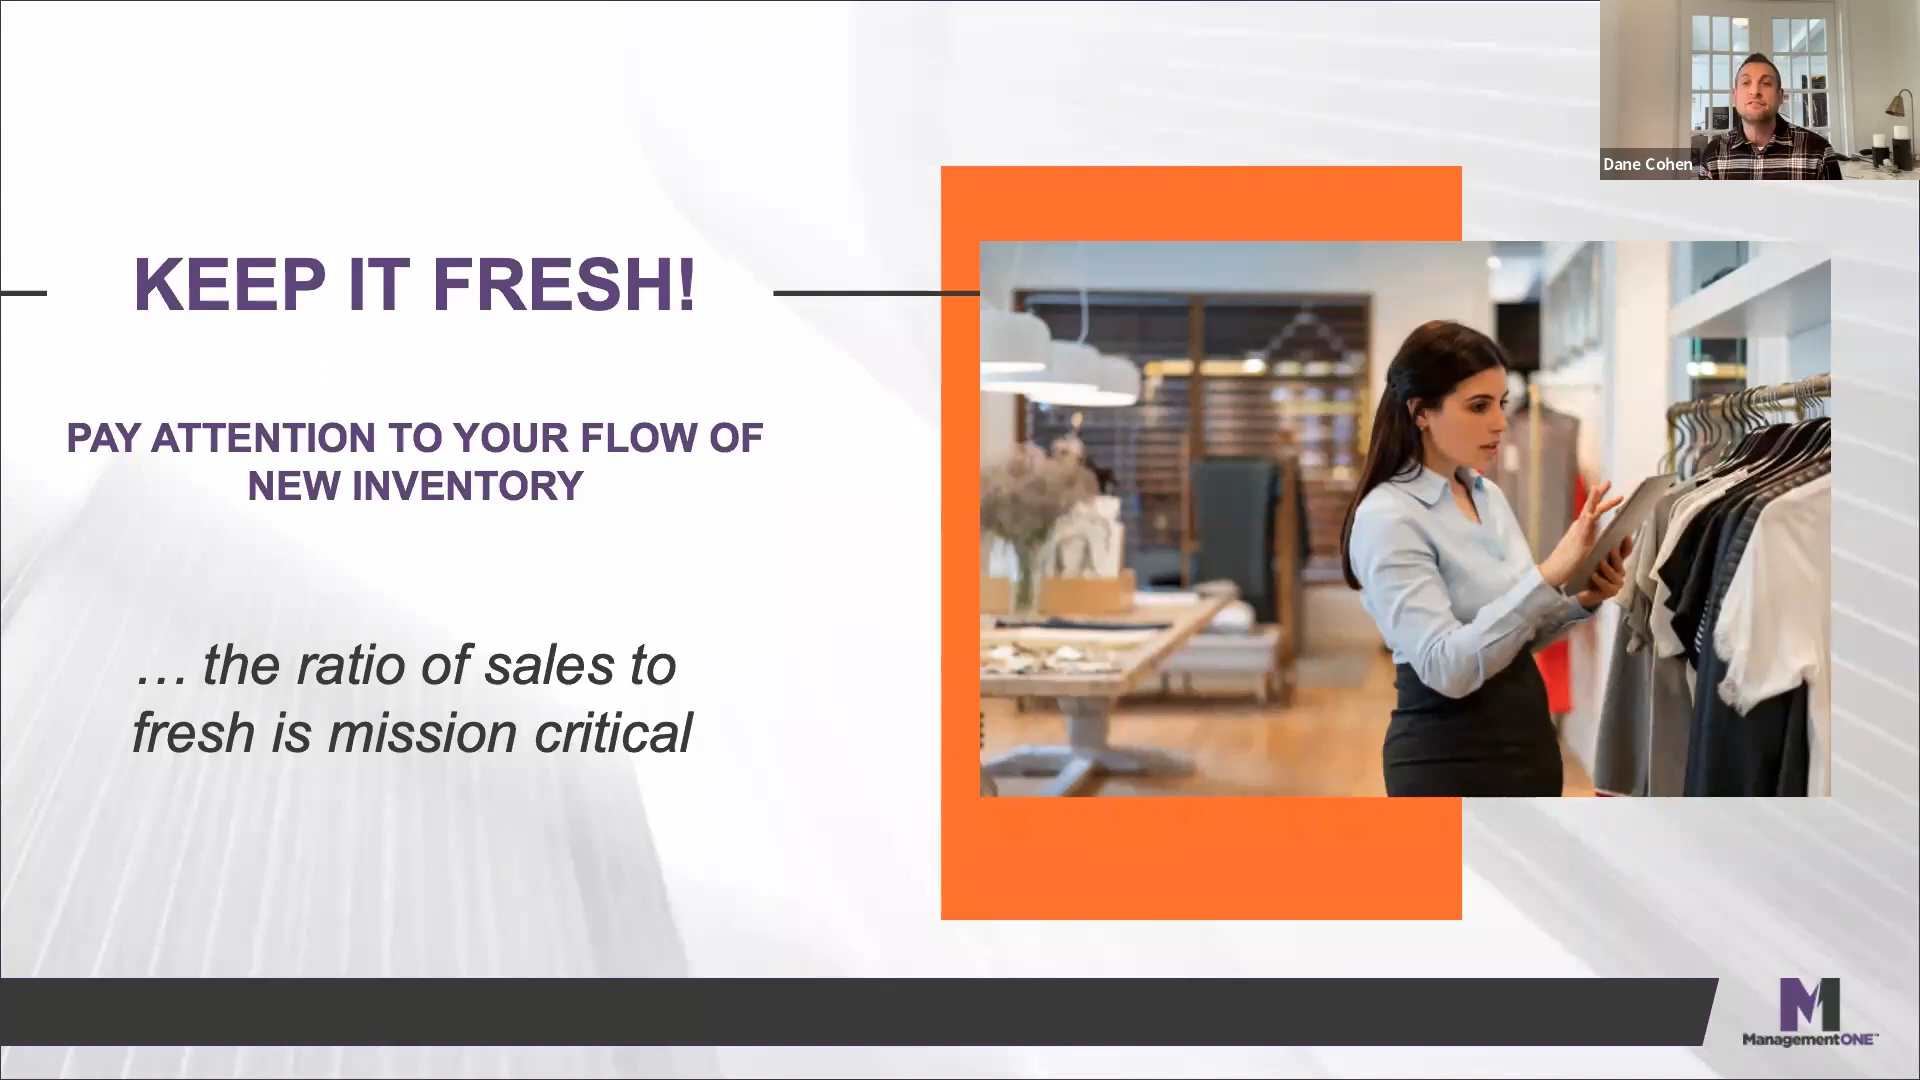 Dane Cohen
KEEP IT FRESH!
PAY ATTENTION TO YOUR FLOW OF
NEW INVENTORY
... the ratio of sales to
fresh is mission critical
ManagementONE™